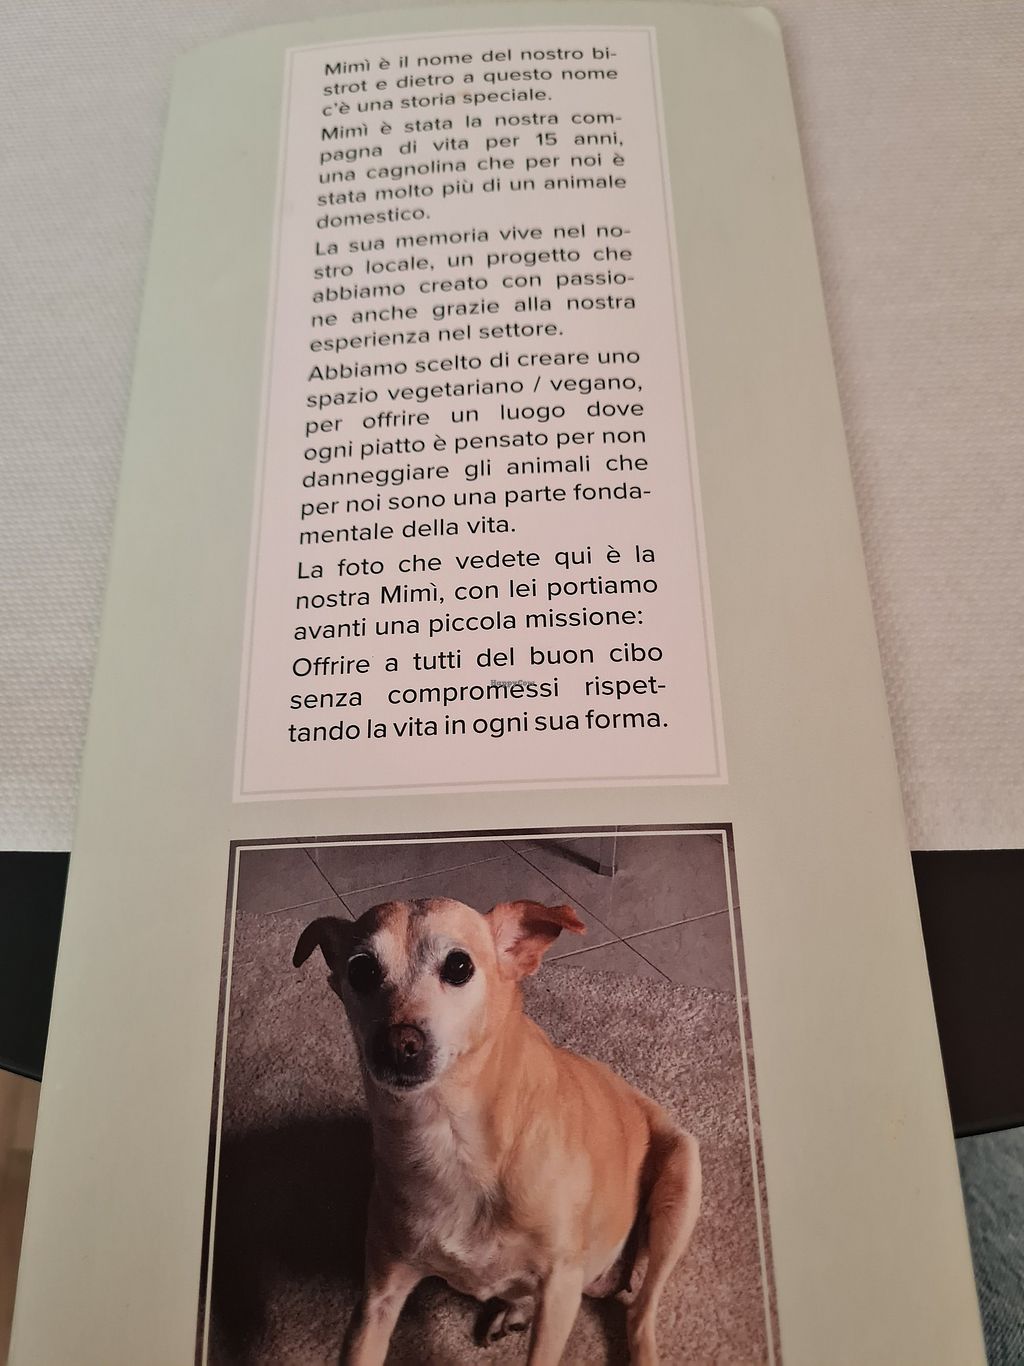 Mimì è il nome del nostro bi-
strot e dietro a questo nome
c'è una storia speciale.
Mimì è stata la nostra com-
pagna di vita per 15 anni,
una cagnolina che per noi è
stata molto più di un animale
domestico.
La sua memoria vive nel no-
stro locale, un progetto che
abbiamo creato con passio-
ne anche grazie alla nostra
esperienza nel settore.
Abbiamo scelto di creare uno
spazio vegetariano / vegano,
per offrire un luogo dove
ogni piatto è pensato per non
danneggiare gli animali che
per noi sono una parte fonda-
mentale della vita.
La foto che vedete qui è la
nostra Mimì, con lei portiamo
avanti una piccola missione:
Offrire a tutti del buon cibo
HappyCow
senza compromessi rispet-
tando la vita in ogni sua forma.